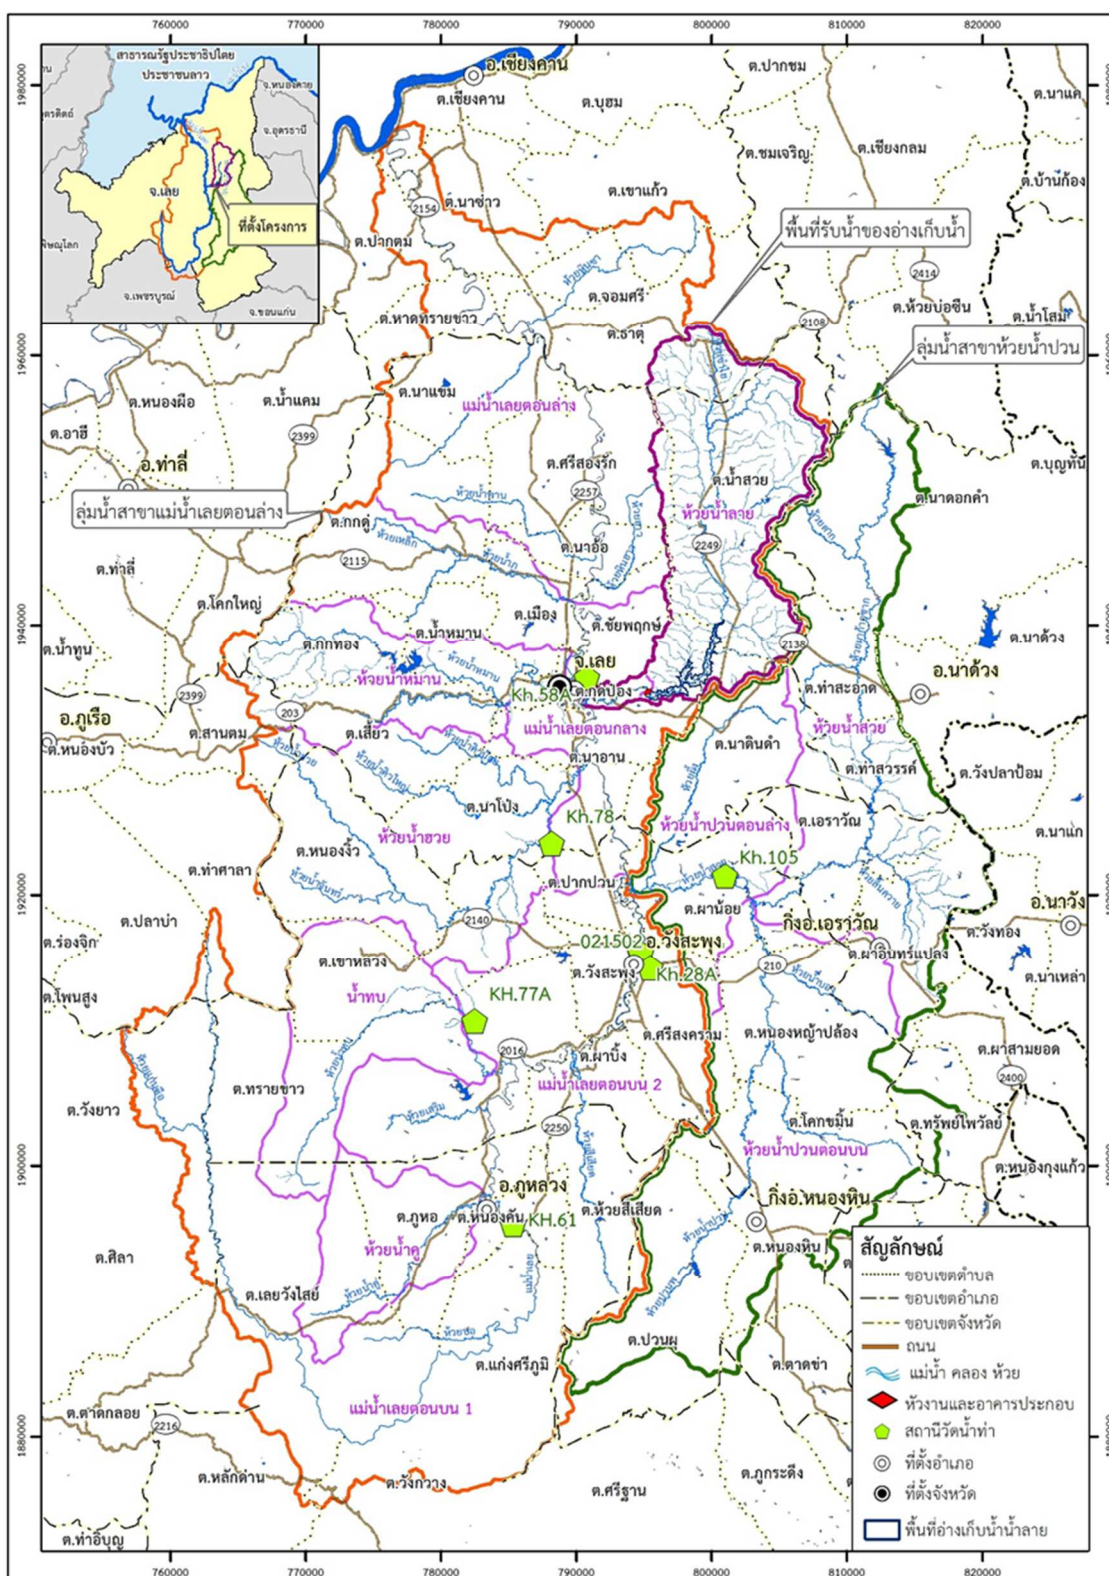 760000
770000
780000
790000
800000
810000
820000
สาธารณรัฐประชาธิปไตย
ประชาชนลาว
จ.หนองคาย
จ.อุดรธานี
จ.เลย
ที่ตั้งโครงการ
จ.เพชรบูรณ์
จ.ขอนแก่น
อ.เชียงคาน
ต.เชียงคาน
ต.ปากชม
ต.บุฮม
ต.นาแค
ต.ชมเจริญ
ต.เชียงกลม
ต.บ้านก้อง
ต.เขาแก้ว
ต.นาซ่าว
2154
ต.ปากตม
พื้นที่รับน้ำของอ่างเก็บน้ำ
2414
ต.จอมศรี
ต.ห้วยบ่อซืน
ต.น้ำโสม
ต.หาดทรายขาว
ต.ธาตุ
2108
ลุ่มน้ำสาขาห้วยน้ำปวน
ต.หนองผือ
ต.น้ำแคม
ต.นาแขม
แม่น้ำเลยตอนล่าง
ต.อาฮี
2399
อ.ท่าลี่
ต.ศรีสองรัก
ต.น้ำสวย
ต.บุญทัน
ต.นาดอกคำ
2257
ห้วยน้ำลาย
ลุ่มน้ำสาขาแม่น้ำเลยตอนล่าง
ต.กกดู่
2249
ต.นาอ้อ
2115
ต.ท่าลี่
ต.โคกใหญ่
ต.เมือง
ต.ชัยพฤกษ์
ต.น้ำหมาน
ต.กกทอง
ต.น้ำทูน
2138
ต.นาด้วง
จ.เลย
ห้วยน้ำหมาน
อ.นาด้วง
2399
Kh.58A
ต.กุดป่อง
ต.ท่าสะอาด
203
อ.ภูเรือ
ต.หนองบัว
ต.สานตม
ต.เสี้ยว
แม่น้ำเลยตอนกลาง
ห้วยน้ำสวย
ต.นาดินดำ
ต.นาอาน
ต.ท่าสวรรค์
ต.วังปลาป้อม
ต.นาโป่ง
Kh.78
ห้วยน้ำปวนตอนล่าง
ต.เอราวัณ
ต.นาแก
ห้วยน้ำฮวย
ต.หนองงิ้ว
Kh.105
ต.ท่าศาลา
ต.ปากปวน
ต.ผาน้อย
กิ่งอ.เอราวัณ
อ.นาวัง
ต.ปลาบ่า
2140
ต.วังทอง
ต.ร่องจิก
021502
อ.วังสะพุง
ต.ผาอินทร์แปลง
ต.เขาหลวง
ต.วังสะพุง
Kh.28A
210
ต.นาเหล่า
ต.โพนสูง
น้ำทบ
KH.77A
ต.ศรีสงคราม
ต.หนองหญ้าปล้อง
2016
ต.ผาบิ้ง
ต.ผาสามยอด
2400
แม่น้ำเลยตอนบน 2
ต.ทรายขาว
ต.วังยาว
2250
ต.โคกขมิ้น
ต.ทรัพย์ไพวัลย์
ห้วยน้ำปวนตอนบน
ต.หนองกุงแก้ว
อ.ภูหลวง
กิ่งอ.หนองหิน
ต.ภูหอ
ต.หนองคัน
KH.61
ต.ห้วยสีเสียด
ต.หนองหิน
ต.ศิลา
ห้วยน้ำคู
ต.เลยวังไสย์
ต.ปวนพุ
ต.แก่งศรีภูมิ
ต.ตาดข่า
แม่น้ำเลยตอนบน 1
ต.ตาดกลอย
2216
ต.หลักด่าน
ต.วังกวาง
ต.ศรีฐาน
ต.ภูกระดึง
ต.ท่าอิบุญ
สัญลักษณ์
ขอบเขตตำบล
ขอบเขตอำเภอ
ขอบเขตจังหวัด
ถนน
แม่น้ำ คลอง ห้วย
หัวงานและอาคารประกอบ
สถานีวัดน้ำท่า
ที่ตั้งอำเภอ
ที่ตั้งจังหวัด
พื้นที่อ่างเก็บน้ำน้ำลาย
1980000
1960000
1940000
1920000
1900000
1880000
760000
770000
780000
790000
800000
810000
820000